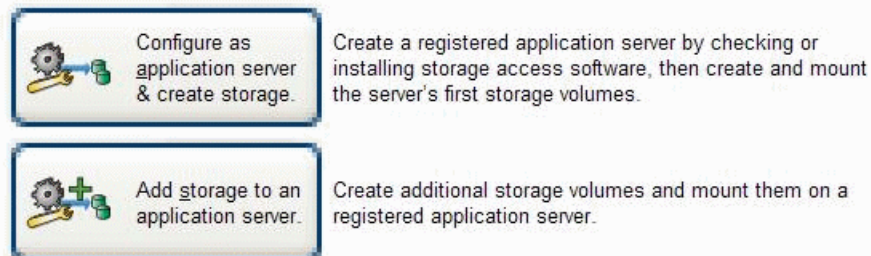 Configure as
application server
& create storage.
Create a registered application server by checking or
installing storage access software, then create and mount
the server's first storage volumes.
Add storage to an
application server.
Create additional storage volumes and mount them on a
registered application server.